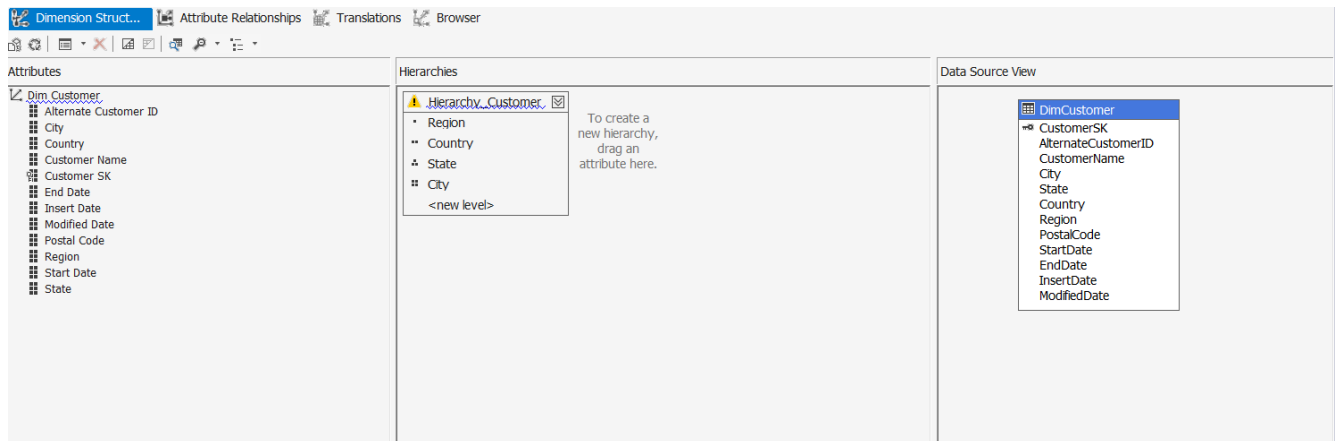 Dimension Struct... Attribute Relationships Translations Browser
Attributes
Dim Customer
Alternate Customer ID
City
Country
Customer Name
Customer SK
End Date
Insert Date
Modified Date
Postal Code
Region
Start Date
State
Hierarchies
Hierarchy_Customer
Region
Country
State
City
<new level>
To create a
new hierarchy,
drag an
attribute here.
Data Source View
DimCustomer
CustomerSK
AlternateCustomerID
CustomerName
City
State
Country
Region
PostalCode
StartDate
EndDate
InsertDate
ModifiedDate